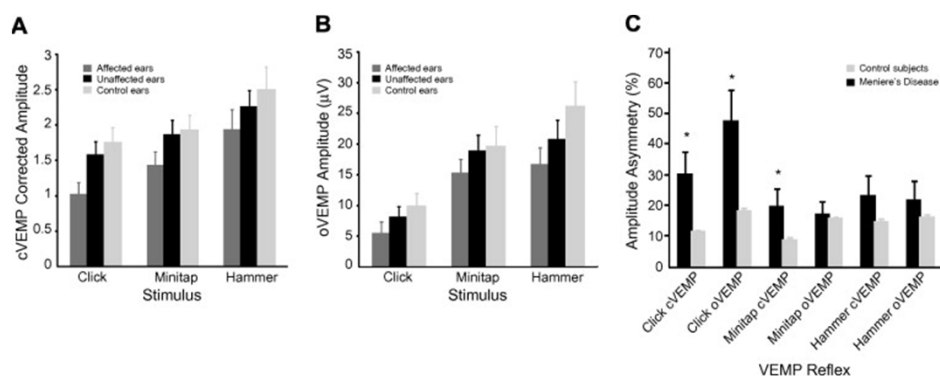 A
cVEMP Corrected Amplitude
3
2.5
2
1.5
1
0.5
0
Affected ears
Unaffected ears
Control ears
Click
Minitap
Hammer
Stimulus
B
oVEMP Amplitude (µV)
35
30
25
20
15
10
5
0
Affected ears
Unaffected ears
Control ears
Click
Minitap
Hammer
Stimulus
C
Amplitude Asymmetry (%)
70
60
50
40
30
20
10
0
Control subjects
Meniere's Disease
*
*
*
Click cVEMP
Click oVEMP
Minitap cVEMP
Minitap oVEMP
Hammer cVEMP
Hammer oVEMP
VEMP Reflex